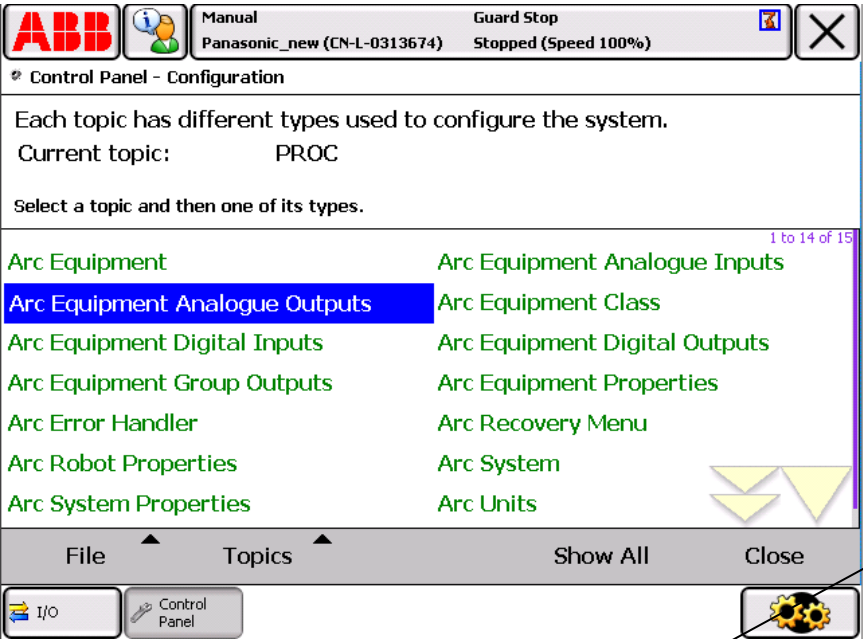 ABB
Manual Guard Stop
Panasonic_new (CN-L-0313674) Stopped (Speed 100%)
Control Panel - Configuration
Each topic has different types used to configure the system.
Current topic: PROC
Select a topic and then one of its types.
1 to 14 of 15
Arc Equipment Arc Equipment Analogue Inputs
Arc Equipment Analogue Outputs Arc Equipment Class
Arc Equipment Digital Inputs Arc Equipment Digital Outputs
Arc Equipment Group Outputs Arc Equipment Properties
Arc Error Handler Arc Recovery Menu
Arc Robot Properties Arc System
Arc System Properties Arc Units
File Topics Show All Close
I/O Control
Panel